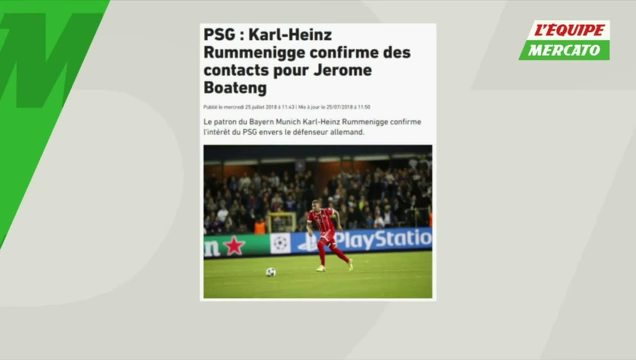 PSG : Karl-Heinz
Rummenigge confirme des
contacts pour Jerome
Boateng
Publié le mercredi 25 juillet 2018 à 11:43 | Mis à jour le 25/07/2018 à 11:50
Le patron du Bayern Munich Karl-Heinz Rummenigge confirme
l'intérêt du PSG envers le défenseur allemand.
L'ÉQUIPE
MERCATO
PlayStation